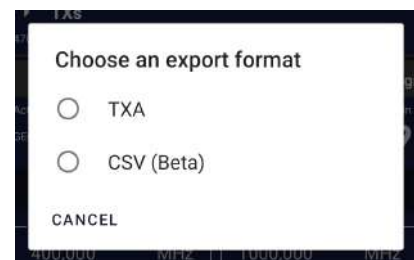 TXs
Choose an export format
TXA
CSV (Beta)
CANCEL
400.000 MHz 1000.000 MHz